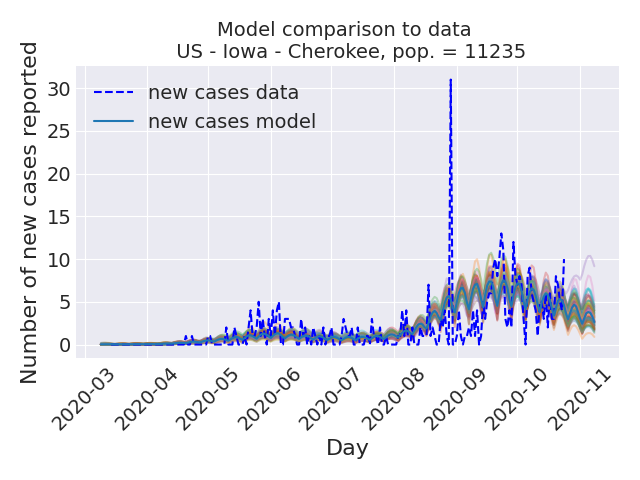 Model comparison to data
US - Iowa - Cherokee, pop. = 11235
Number of new cases reported
30
25
20
15
10
5
0
new cases data
new cases model
2020-03
2020-04
2020-05
2020-06
2020-07
2020-08
2020-09
2020-10
2020-11
Day